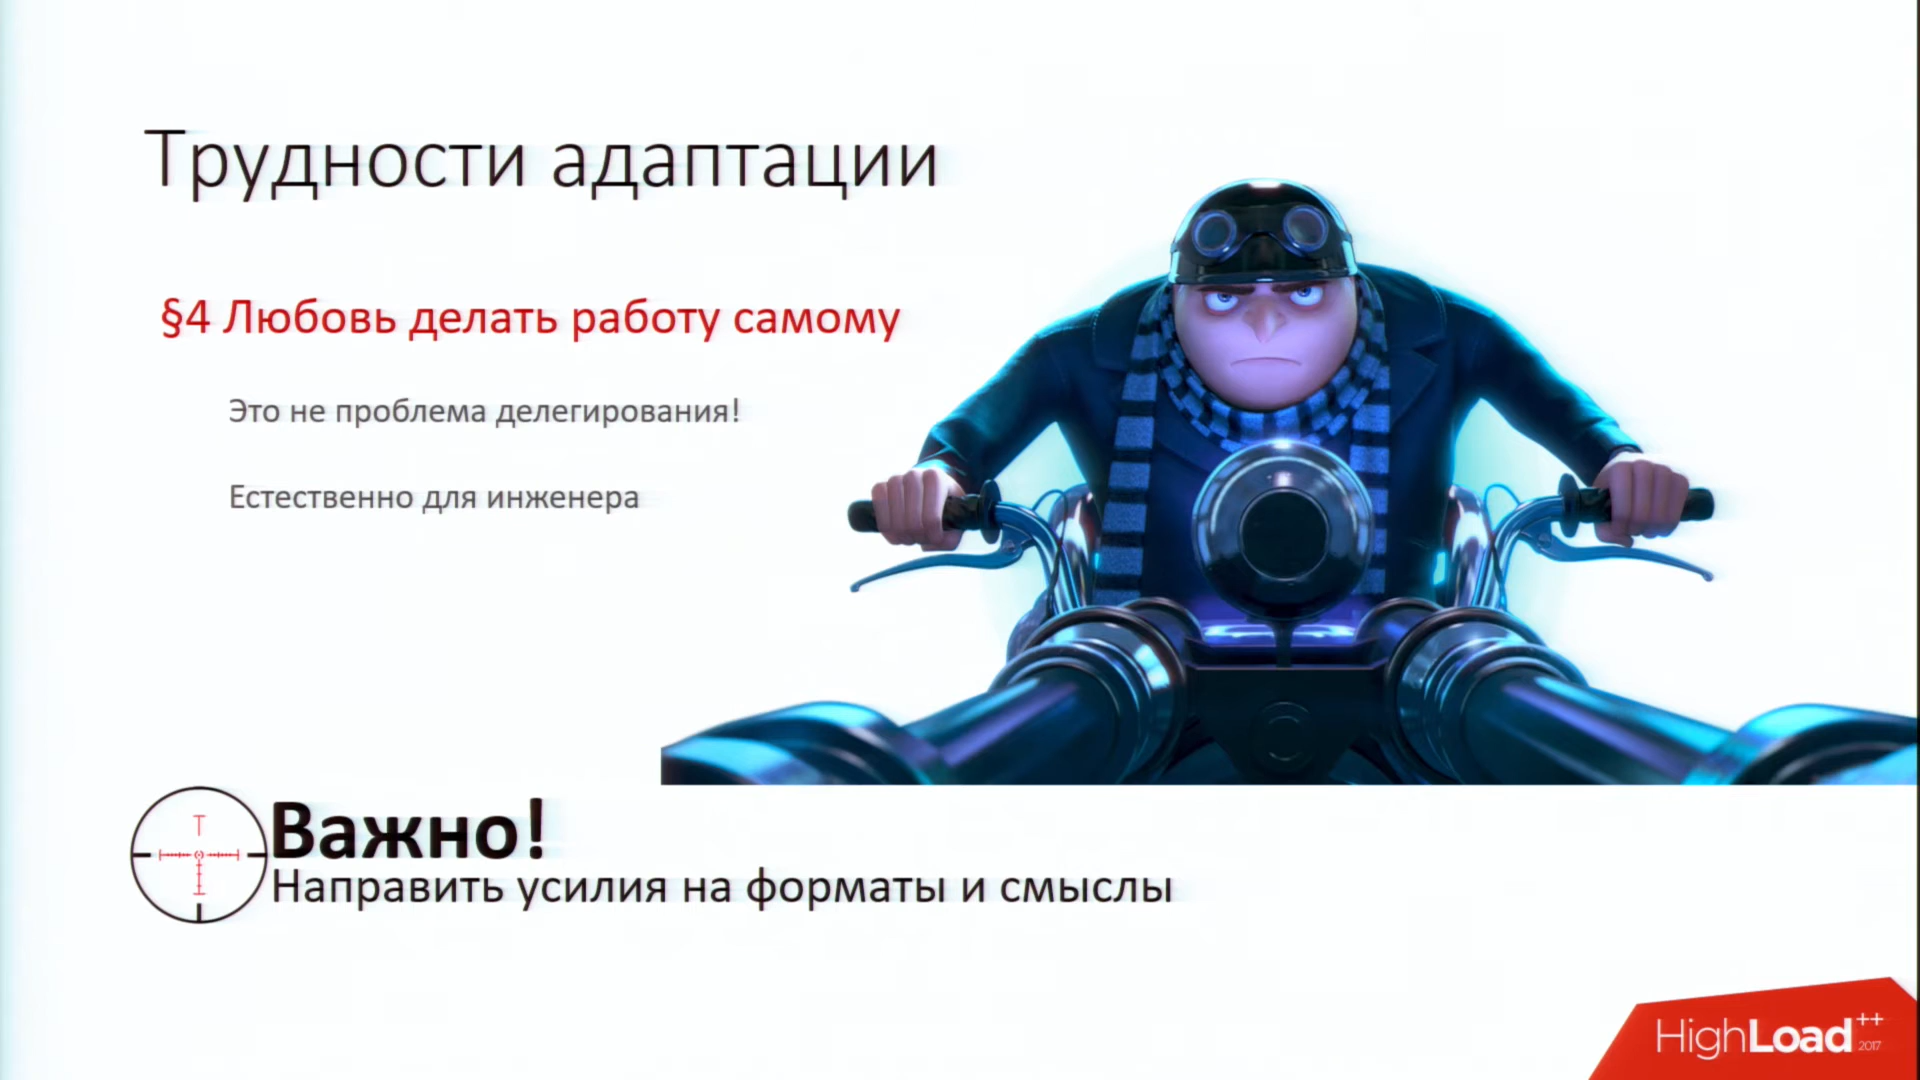 Трудности адаптации
§4 Любовь делать работу самому
Это не проблема делегирования!
Естественно для инженера
Важно!
Направить усилия на форматы и смыслы
HighLoad++
2017